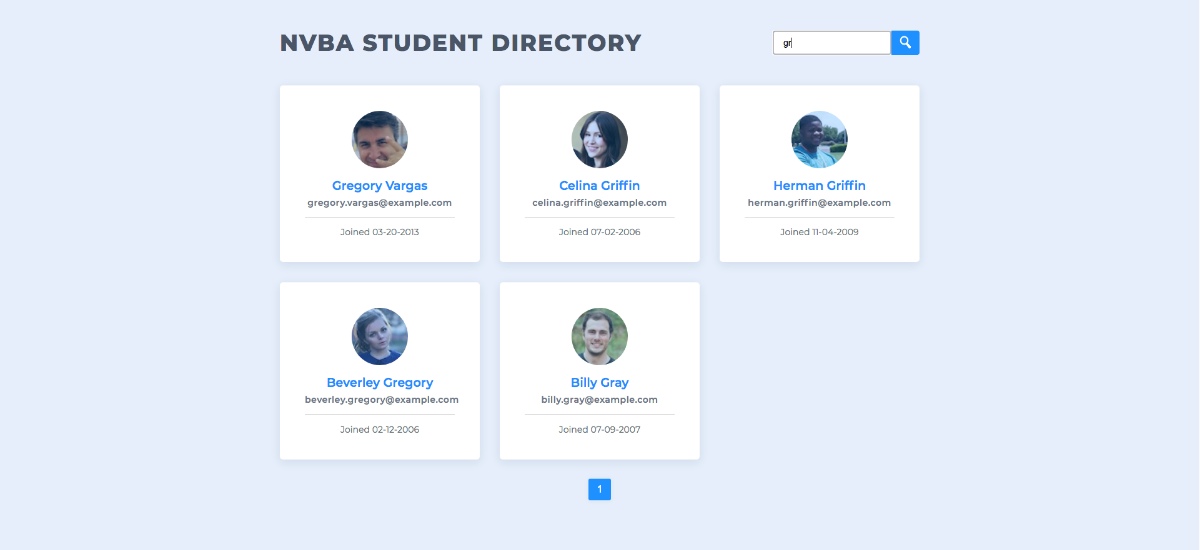 NVBA STUDENT DIRECTORY
gr
Gregory Vargas
gregory.vargas@example.com
Joined 03-20-2013
Celina Griffin
celina.griffin@example.com
Joined 07-02-2006
Herman Griffin
herman.griffin@example.com
Joined 11-04-2009
Beverley Gregory
beverley.gregory@example.com
Joined 02-12-2006
Billy Gray
billy.gray@example.com
Joined 07-09-2007
1